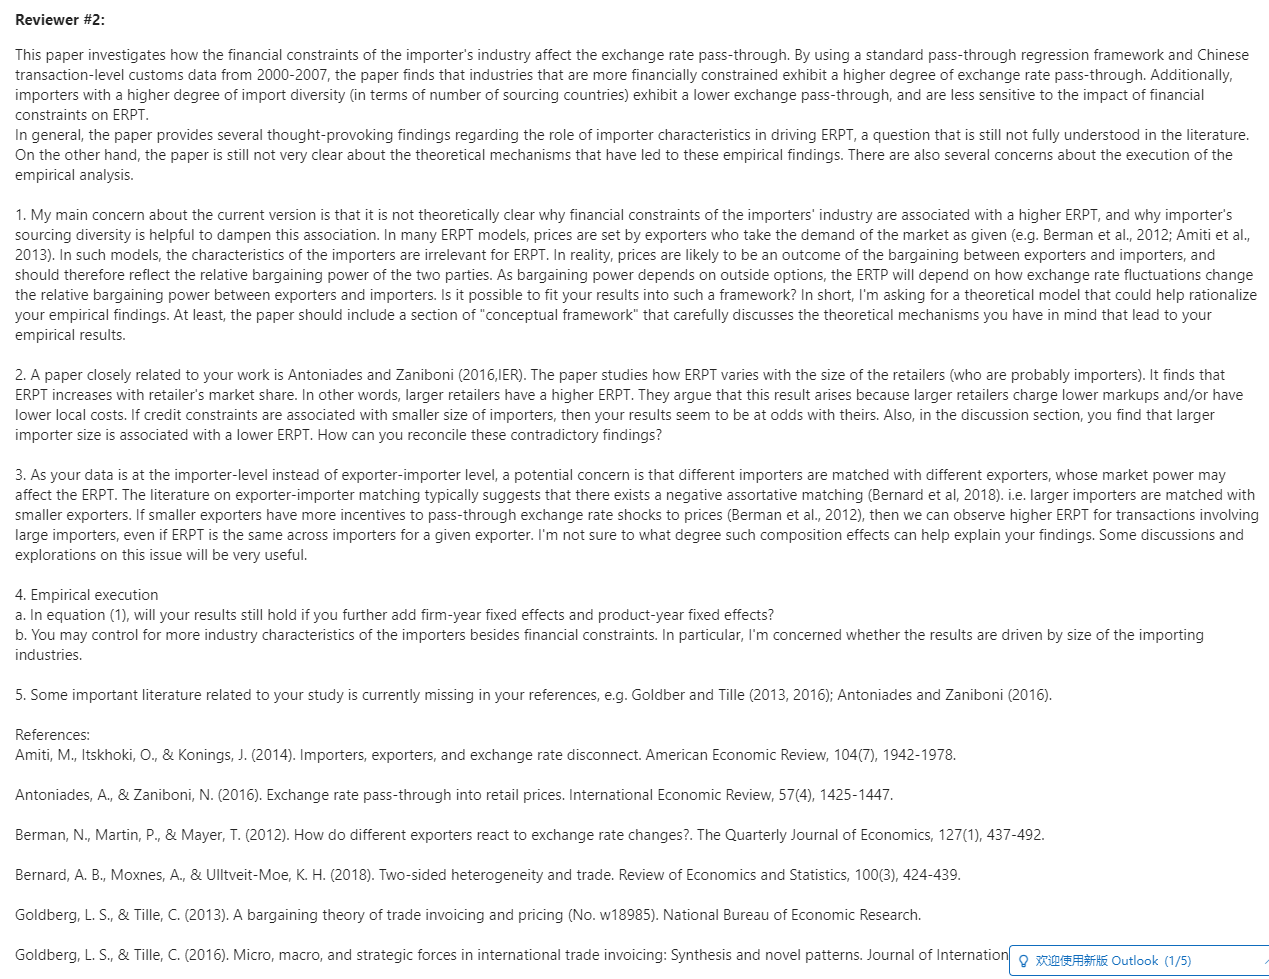 Reviewer #2:
This paper investigates how the financial constraints of the importer's industry affect the exchange rate pass-through. By using a standard pass-through regression framework and Chinese
transaction-level customs data from 2000-2007, the paper finds that industries that are more financially constrained exhibit a higher degree of exchange rate pass-through. Additionally,
importers with a higher degree of import diversity (in terms of number of sourcing countries) exhibit a lower exchange pass-through, and are less sensitive to the impact of financial
constraints on ERPT.
In general, the paper provides several thought-provoking findings regarding the role of importer characteristics in driving ERPT, a question that is still not fully understood in the literature.
On the other hand, the paper is still not very clear about the theoretical mechanisms that have led to these empirical findings. There are also several concerns about the execution of the
empirical analysis.
1. My main concern about the current version is that it is not theoretically clear why financial constraints of the importers' industry are associated with a higher ERPT, and why importer's
sourcing diversity is helpful to dampen this association. In many ERPT models, prices are set by exporters who take the demand of the market as given (e.g. Berman et al., 2012; Amiti et al.,
2013). In such models, the characteristics of the importers are irrelevant for ERPT. In reality, prices are likely to be an outcome of the bargaining between exporters and importers, and
should therefore reflect the relative bargaining power of the two parties. As bargaining power depends on outside options, the ERTP will depend on how exchange rate fluctuations change
the relative bargaining power between exporters and importers. Is it possible to fit your results into such a framework? In short, I'm asking for a theoretical model that could help rationalize
your empirical findings. At least, the paper should include a section of "conceptual framework" that carefully discusses the theoretical mechanisms you have in mind that lead to your
empirical results.
2. A paper closely related to your work is Antoniades and Zaniboni (2016,IER). The paper studies how ERPT varies with the size of the retailers (who are probably importers). It finds that
ERPT increases with retailer's market share. In other words, larger retailers have a higher ERPT. They argue that this result arises because larger retailers charge lower markups and/or have
lower local costs. If credit constraints are associated with smaller size of importers, then your results seem to be at odds with theirs. Also, in the discussion section, you find that larger
importer size is associated with a lower ERPT. How can you reconcile these contradictory findings?
3. As your data is at the importer-level instead of exporter-importer level, a potential concern is that different importers are matched with different exporters, whose market power may
affect the ERPT. The literature on exporter-importer matching typically suggests that there exists a negative assortative matching (Bernard et al, 2018). i.e. larger importers are matched with
smaller exporters. If smaller exporters have more incentives to pass-through exchange rate shocks to prices (Berman et al., 2012), then we can observe higher ERPT for transactions involving
large importers, even if ERPT is the same across importers for a given exporter. I'm not sure to what degree such composition effects can help explain your findings. Some discussions and
explorations on this issue will be very useful.
4. Empirical execution
a. In equation (1), will your results still hold if you further add firm-year fixed effects and product-year fixed effects?
b. You may control for more industry characteristics of the importers besides financial constraints. In particular, I'm concerned whether the results are driven by size of the importing
industries.
5. Some important literature related to your study is currently missing in your references, e.g. Goldber and Tille (2013, 2016); Antoniades and Zaniboni (2016).
References:
Amiti, M., Itskhoki, O., & Konings, J. (2014). Importers, exporters, and exchange rate disconnect. American Economic Review, 104(7), 1942-1978.
Antoniades, A., & Zaniboni, N. (2016). Exchange rate pass-through into retail prices. International Economic Review, 57(4), 1425-1447.
Berman, N., Martin, P., & Mayer, T. (2012). How do different exporters react to exchange rate changes?. The Quarterly Journal of Economics, 127(1), 437-492.
Bernard, A. B., Moxnes, A., & Ulltveit-Moe, K. H. (2018). Two-sided heterogeneity and trade. Review of Economics and Statistics, 100(3), 424-439.
Goldberg, L. S., & Tille, C. (2013). A bargaining theory of trade invoicing and pricing (No. w18985). National Bureau of Economic Research.
Goldberg, L. S., & Tille, C. (2016). Micro, macro, and strategic forces in international trade invoicing: Synthesis and novel patterns. Journal of Internation
欢迎使用新版 Outlook (1/5)